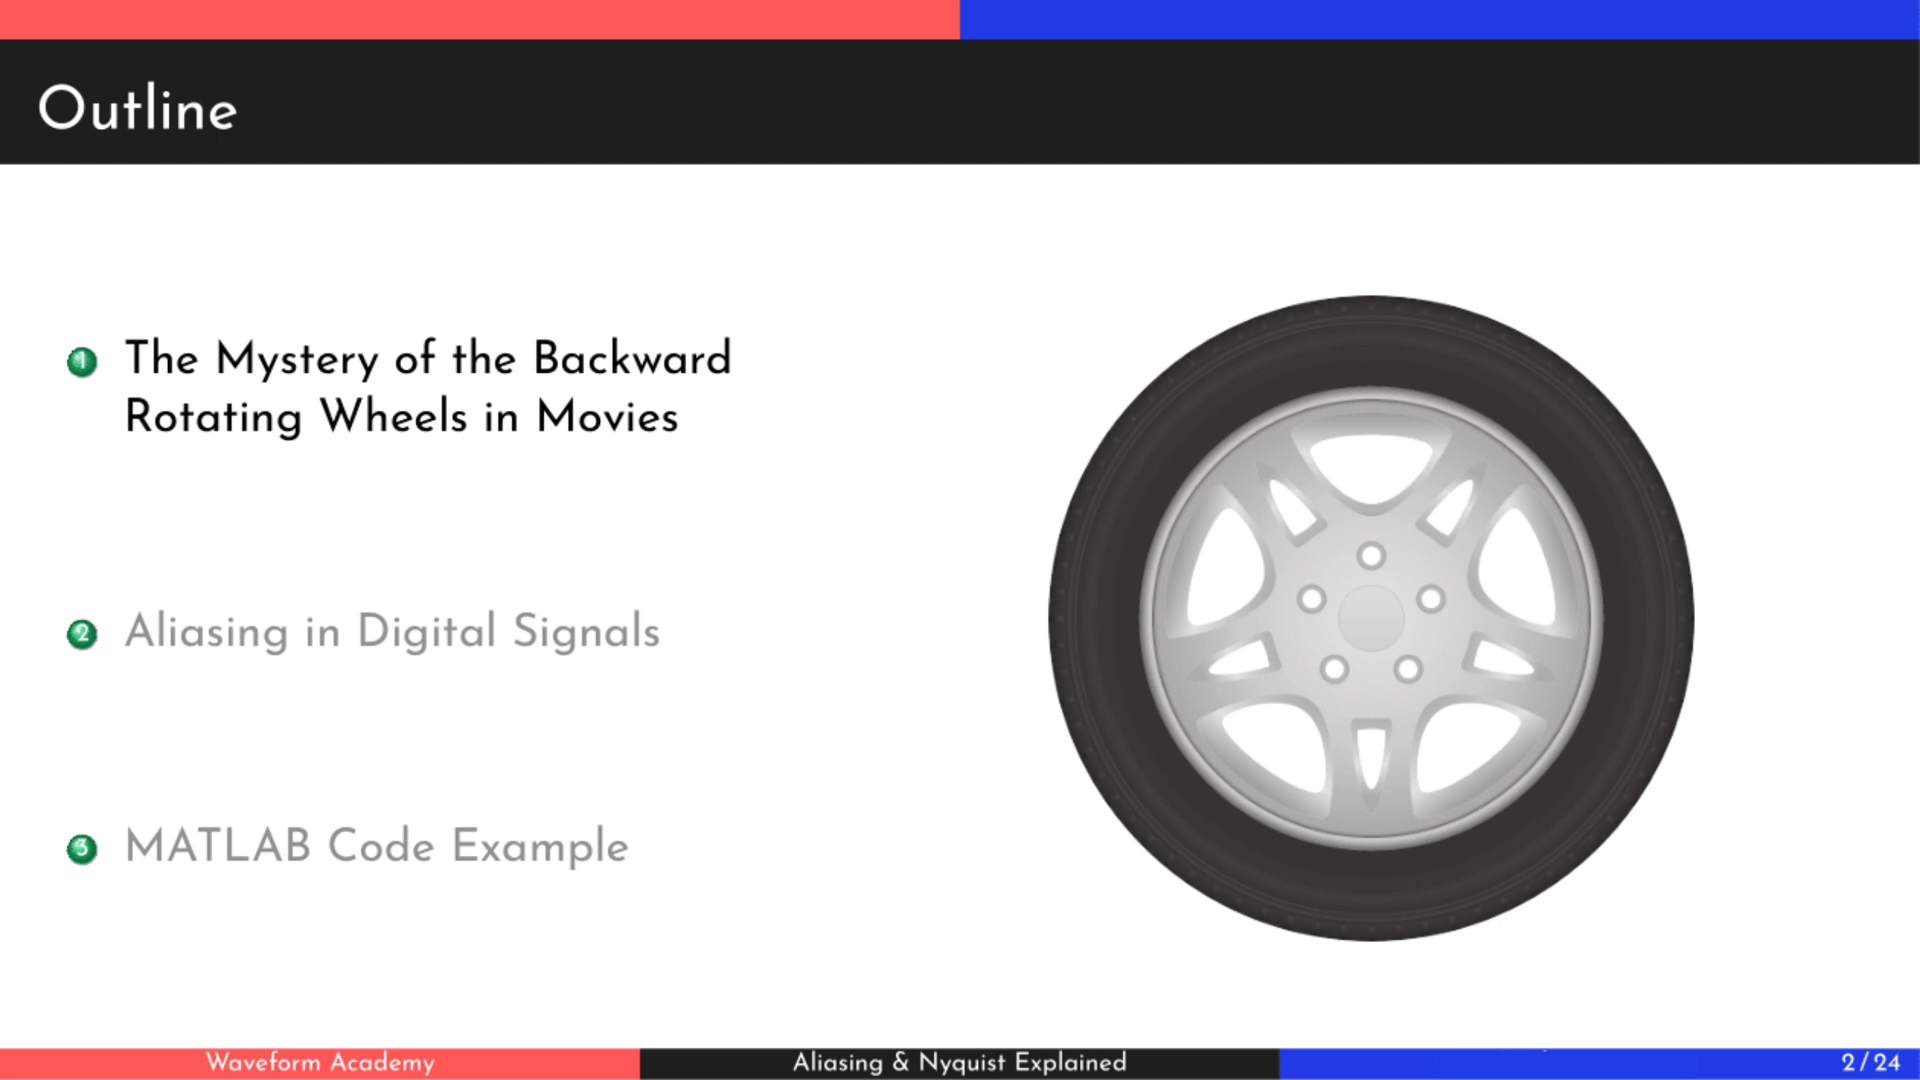 Outline
1 The Mystery of the Backward
Rotating Wheels in Movies
2 Aliasing in Digital Signals
3 MATLAB Code Example
Waveform Academy
Aliasing & Nyquist Explained
2 / 24